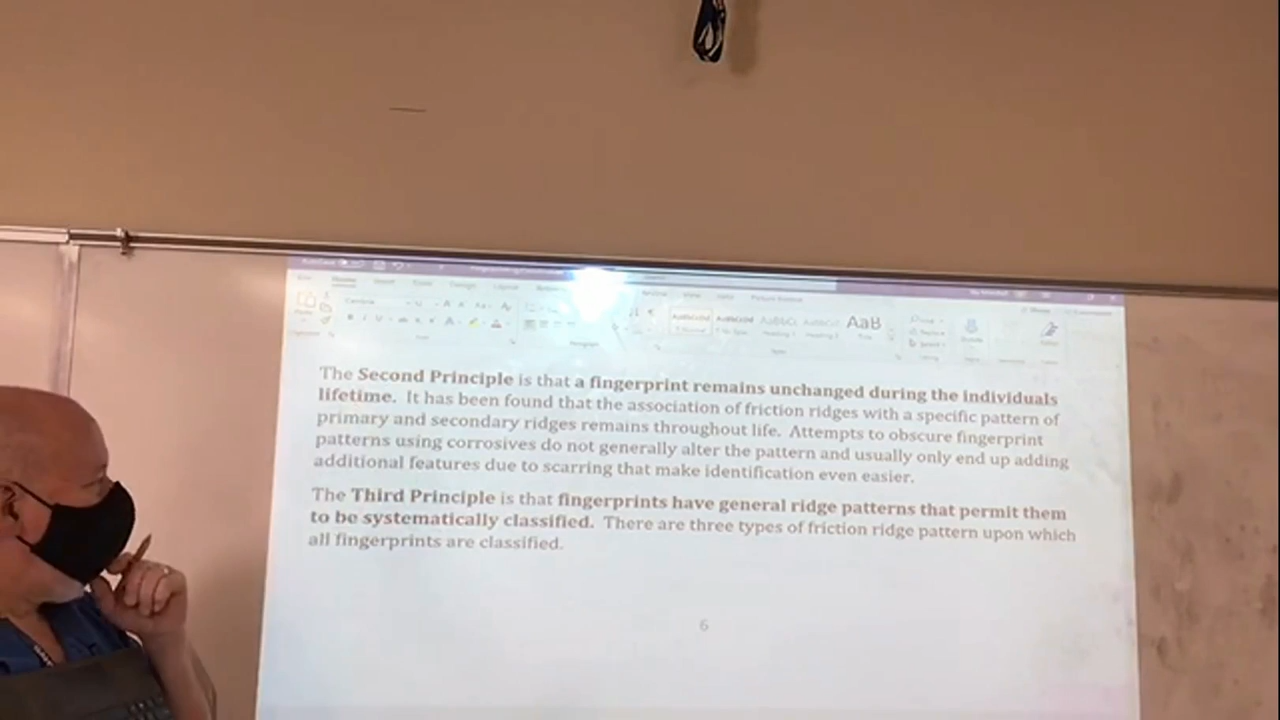 AaB
The Second Principle is that a fingerprint remains unchanged during the individuals
lifetime. It has been found that the association of friction ridges with a specific pattern of
primary and secondary ridges remains throughout life. Attempts to obscure fingerprint
patterns using corrosives do not generally alter the pattern and usually only end up adding
additional features due to scarring that make identification even easier.
The Third Principle is that fingerprints have general ridge patterns that permit them
to be systematically classified. There are three types of friction ridge pattern upon which
all fingerprints are classified.
6